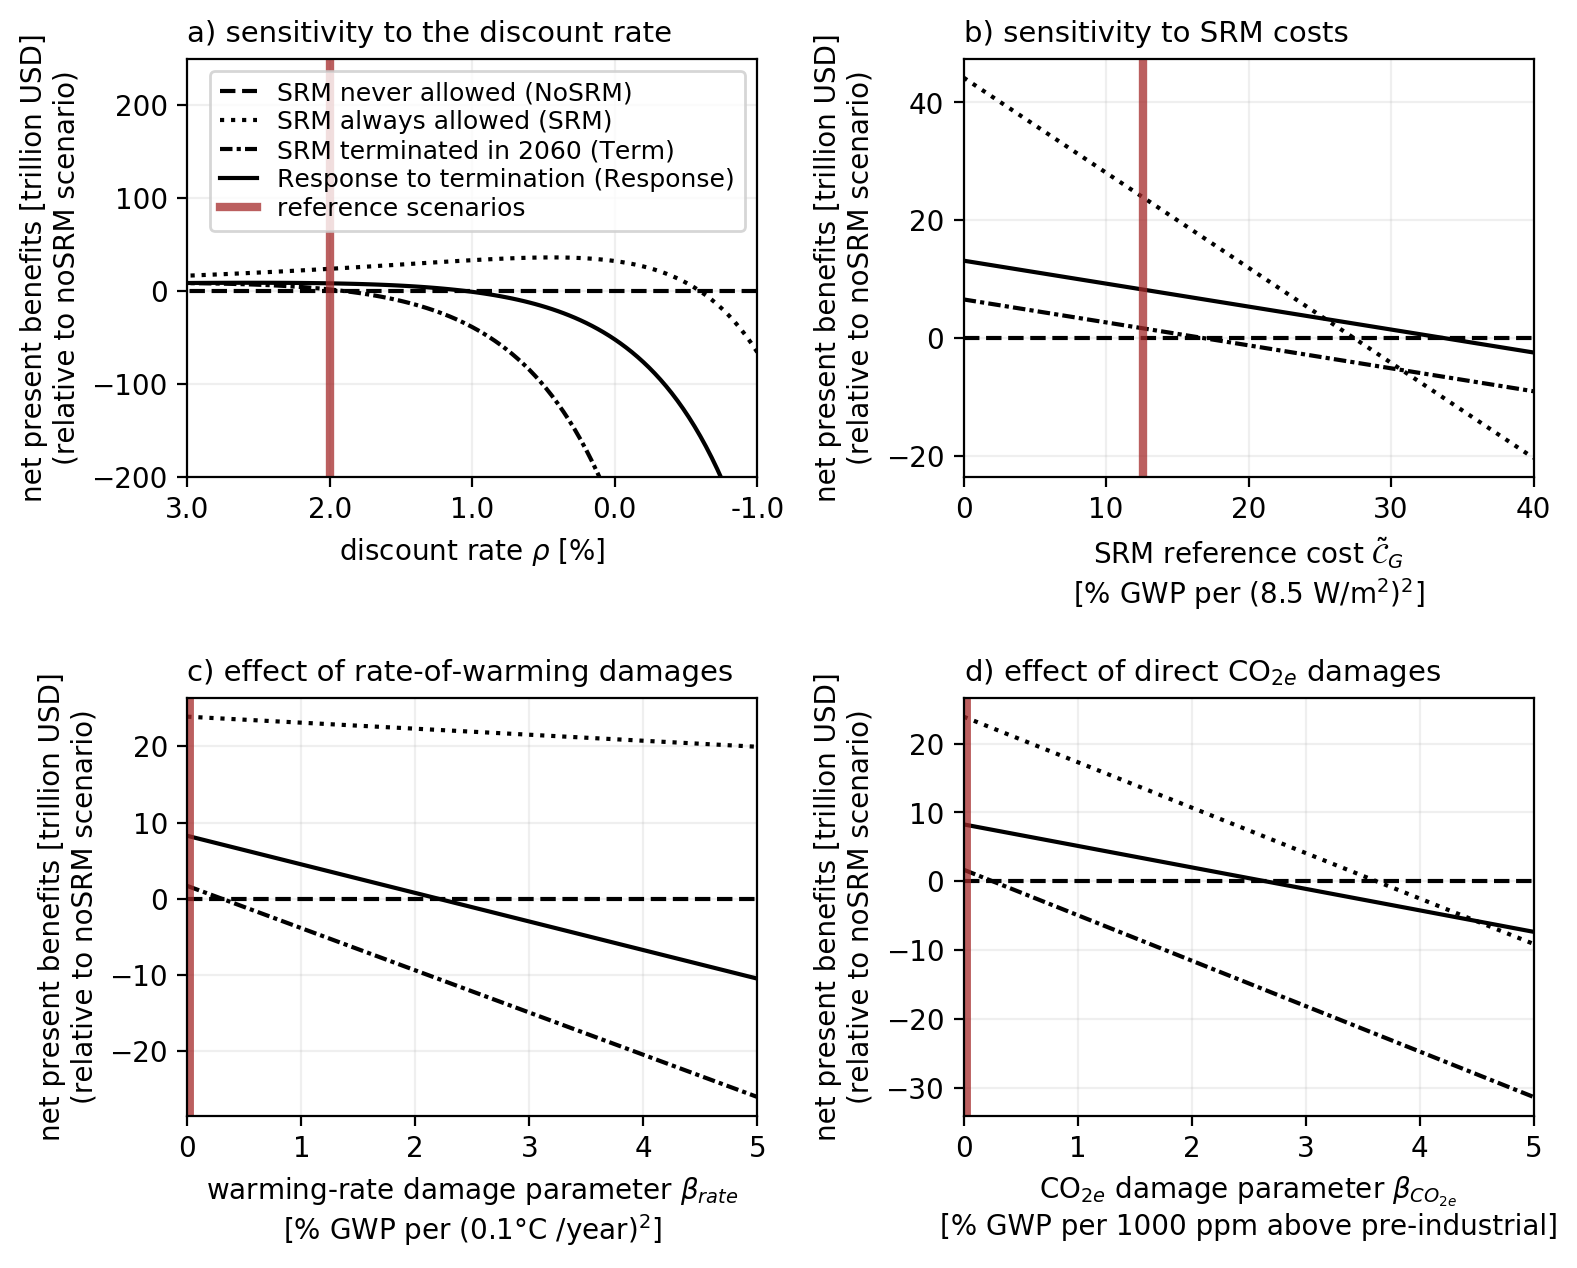 a) sensitivity to the discount rate
net present benefits [trillion USD]
(relative to noSRM scenario)
200
100
0
−100
−200
SRM never allowed (NoSRM)
SRM always allowed (SRM)
SRM terminated in 2060 (Term)
Response to termination (Response)
reference scenarios
3.0 2.0 1.0 0.0 -1.0
discount rate ρ [%]
b) sensitivity to SRM costs
net present benefits [trillion USD]
(relative to noSRM scenario)
40
20
0
−20
0 10 20 30 40
SRM reference cost C̃_G
[% GWP per (8.5 W/m²)²]
c) effect of rate-of-warming damages
net present benefits [trillion USD]
(relative to noSRM scenario)
20
10
0
−10
−20
0 1 2 3 4 5
warming-rate damage parameter β_rate
[% GWP per (0.1°C /year)²]
d) effect of direct CO₂ₑ damages
net present benefits [trillion USD]
(relative to noSRM scenario)
20
10
0
−10
−20
−30
0 1 2 3 4 5
CO₂ₑ damage parameter β_CO₂ₑ
[% GWP per 1000 ppm above pre-industrial]